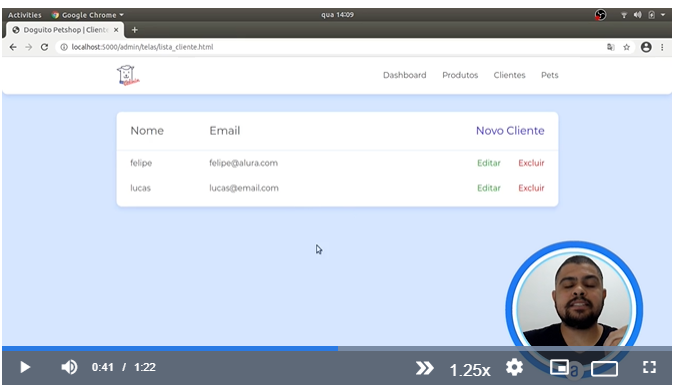 Activities Google Chrome qua 14:09
Doguito Petshop | Cliente
localhost:5000/admin/telas/lista_cliente.html
Dashboard Produtos Clientes Pets
Nome Email Novo Cliente
felipe felipe@alura.com Editar Excluir
lucas lucas@email.com Editar Excluir
0:41 / 1:22 1.25x